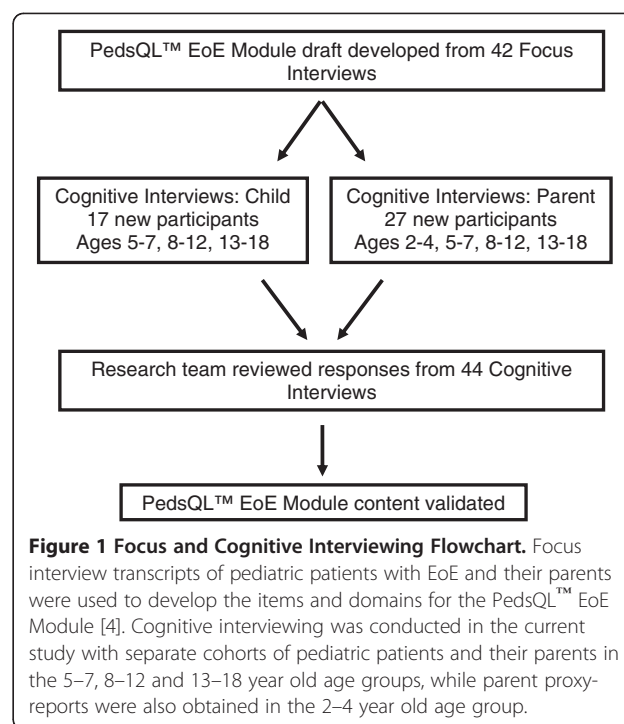 PedsQL™ EoE Module draft developed from 42 Focus
Interviews
Cognitive Interviews: Child
17 new participants
Ages 5-7, 8-12, 13-18
Cognitive Interviews: Parent
27 new participants
Ages 2-4, 5-7, 8-12, 13-18
Research team reviewed responses from 44 Cognitive
Interviews
PedsQL™ EoE Module content validated
Figure 1 Focus and Cognitive Interviewing Flowchart. Focus
interview transcripts of pediatric patients with EoE and their parents
were used to develop the items and domains for the PedsQL™ EoE
Module [4]. Cognitive interviewing was conducted in the current
study with separate cohorts of pediatric patients and their parents in
the 5–7, 8–12 and 13–18 year old age groups, while parent proxy-
reports were also obtained in the 2–4 year old age group.